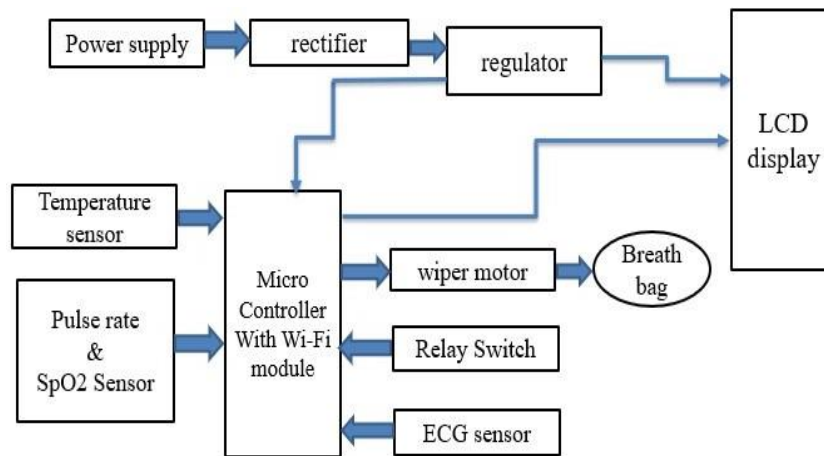 Power supply
rectifier
regulator
LCD
display
Temperature
sensor
Micro
Controller
With Wi-Fi
module
wiper motor
Breath
bag
Pulse rate
&
SpO2 Sensor
Relay Switch
ECG sensor